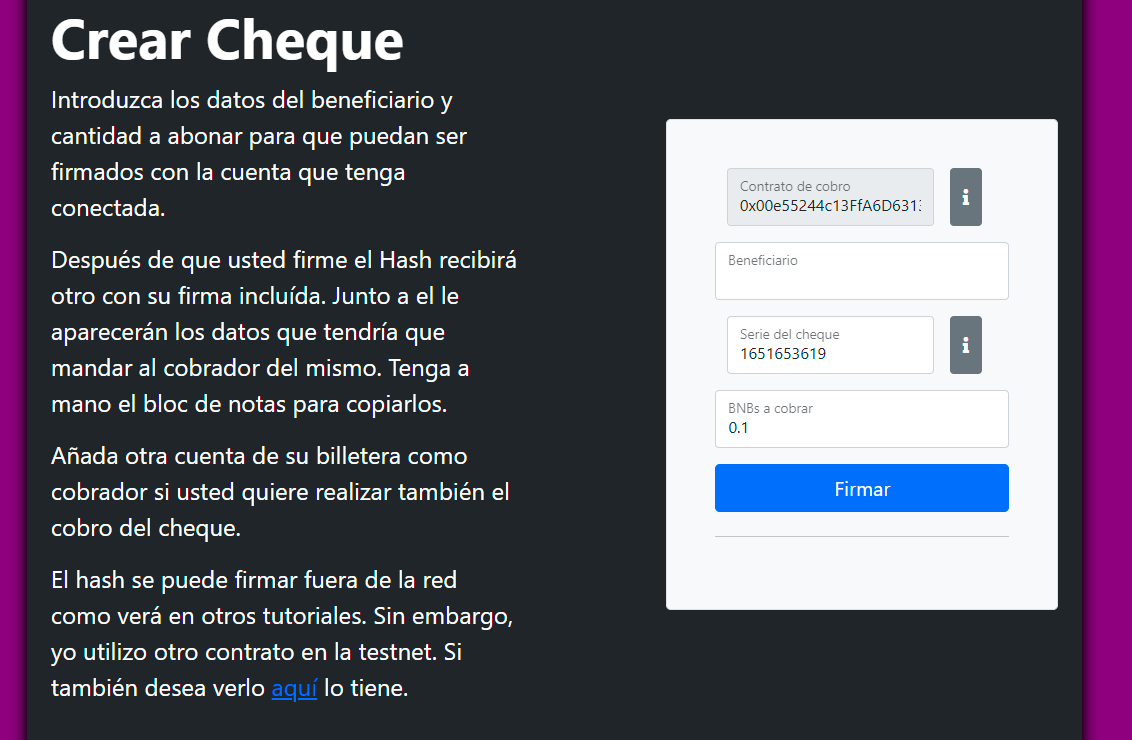 Crear Cheque
Introduzca los datos del beneficiario y
cantidad a abonar para que puedan ser
firmados con la cuenta que tenga
conectada.
Después de que usted firme el Hash recibirá
otro con su firma incluída. Junto a el le
aparecerán los datos que tendría que
mandar al cobrador del mismo. Tenga a
mano el bloc de notas para copiarlos.
Añada otra cuenta de su billetera como
cobrador si usted quiere realizar también el
cobro del cheque.
El hash se puede firmar fuera de la red
como verá en otros tutoriales. Sin embargo,
yo utilizo otro contrato en la testnet. Si
también desea verlo aquí lo tiene.
Contrato de cobro
0x00e55244c13FfA6D6313
Beneficiario
Serie del cheque
1651653619
BNBs a cobrar
0.1
Firmar